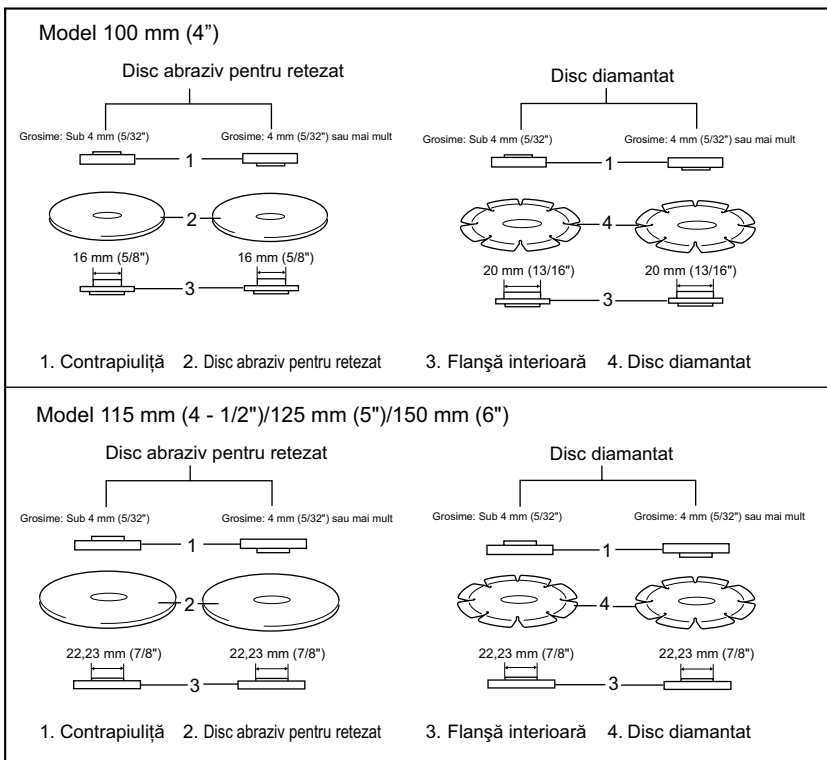 Model 100 mm (4”)
Disc abraziv pentru retezat
Grosime: Sub 4 mm (5/32")
Grosime: 4 mm (5/32") sau mai mult
1
2
16 mm (5/8")
16 mm (5/8")
3
Disc diamantat
Grosime: Sub 4 mm (5/32")
Grosime: 4 mm (5/32") sau mai mult
1
4
20 mm (13/16")
20 mm (13/16")
3
1. Contrapiuliţă 2. Disc abraziv pentru retezat 3. Flanşă interioară 4. Disc diamantat
Model 115 mm (4 - 1/2")/125 mm (5")/150 mm (6")
Disc abraziv pentru retezat
Grosime: Sub 4 mm (5/32")
Grosime: 4 mm (5/32") sau mai mult
1
2
22,23 mm (7/8")
22,23 mm (7/8")
3
Disc diamantat
Grosime: Sub 4 mm (5/32")
Grosime: 4 mm (5/32") sau mai mult
1
4
22,23 mm (7/8")
22,23 mm (7/8")
3
1. Contrapiuliţă 2. Disc abraziv pentru retezat 3. Flanşă interioară 4. Disc diamantat